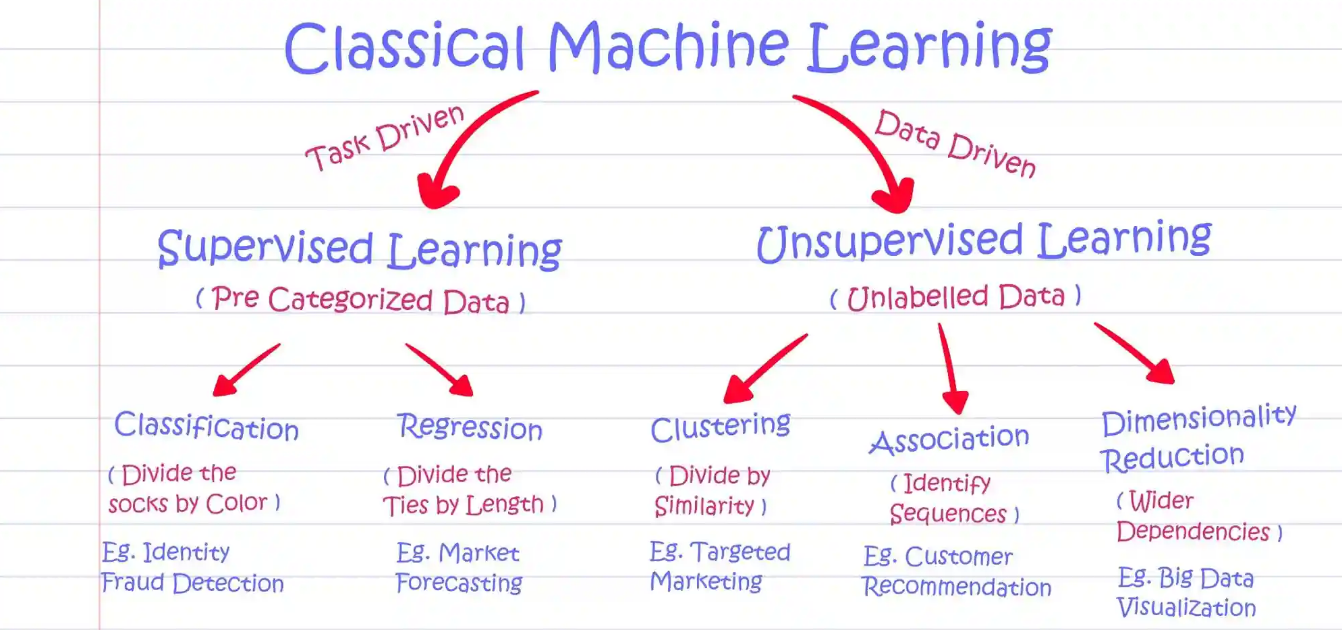 Classical Machine Learning
Task Driven
Data Driven
Supervised Learning
( Pre Categorized Data )
Unsupervised Learning
( Unlabelled Data )
Classification
( Divide the
socks by Color )
Eg. Identity
Fraud Detection
Regression
( Divide the
Ties by Length )
Eg. Market
Forecasting
Clustering
( Divide by
Similarity )
Eg. Targeted
Marketing
Association
( Identify
Sequences )
Eg. Customer
Recommendation
Dimensionality
Reduction
( Wider
Dependencies )
Eg. Big Data
Visualization